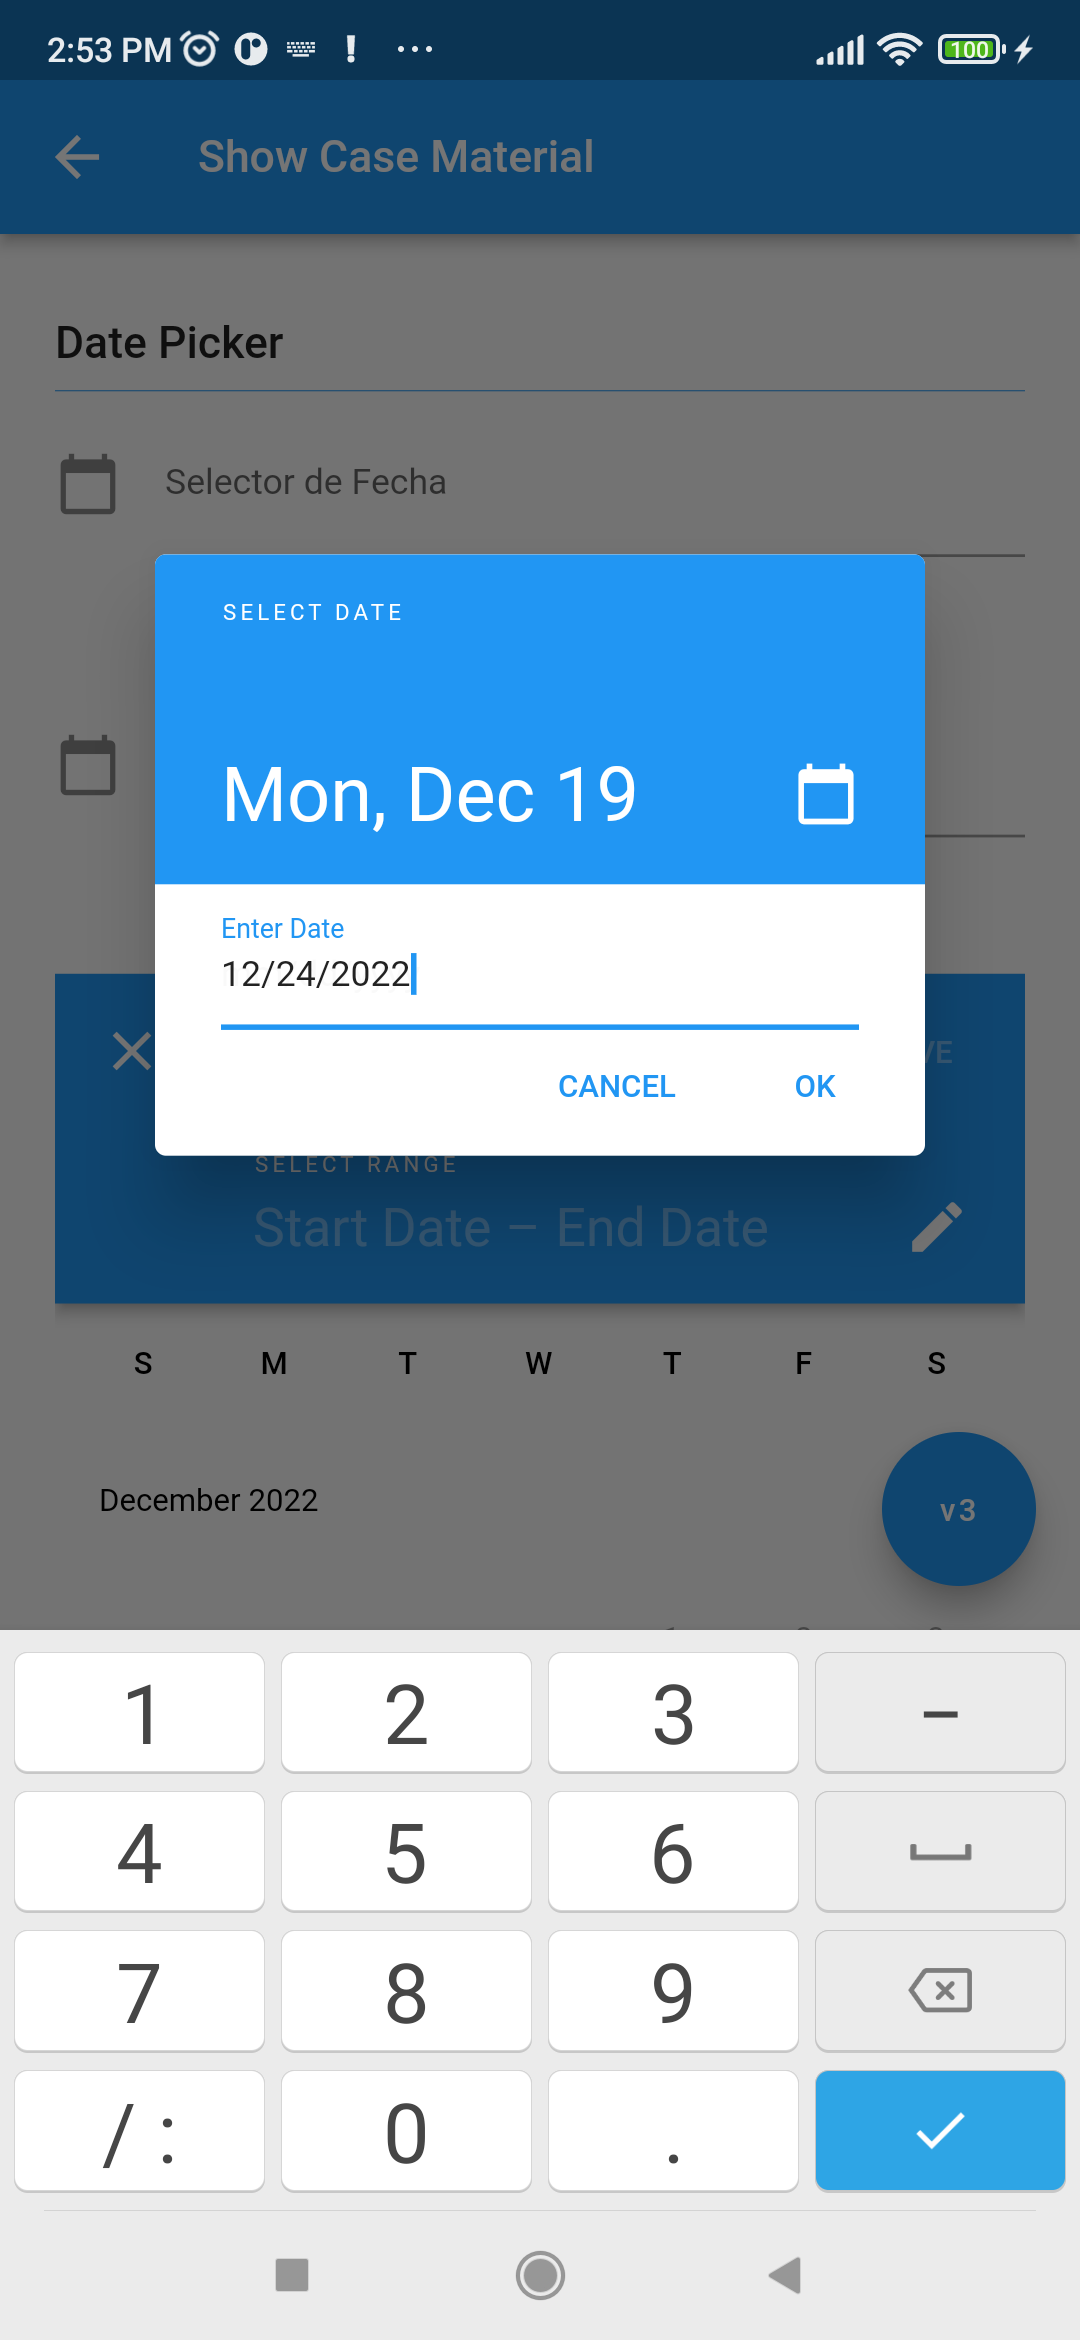 2:53 PM
100
Show Case Material
Date Picker
Selector de Fecha
SELECT DATE
Mon, Dec 19
Enter Date
12/24/2022
VE
CANCEL OK
SELECT RANGE
Start Date – End Date
S M T W T F S
December 2022
v3
1 2 3 –
4 5 6
7 8 9
/ : 0 .